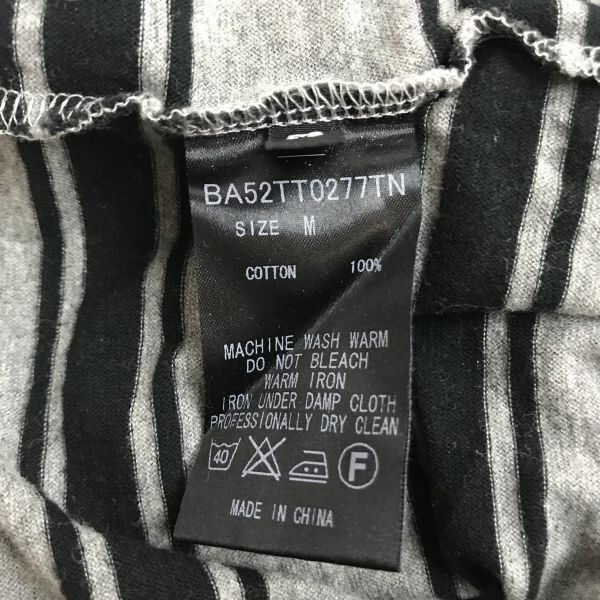 BA52TT0277TN
SIZE M
COTTON 100%
MACHINE WASH WARM
DO NOT BLEACH
WARM IRON
IRON UNDER DAMP CLOTH
PROFESSIONALLY DRY CLEAN
40 F
MADE IN CHINA